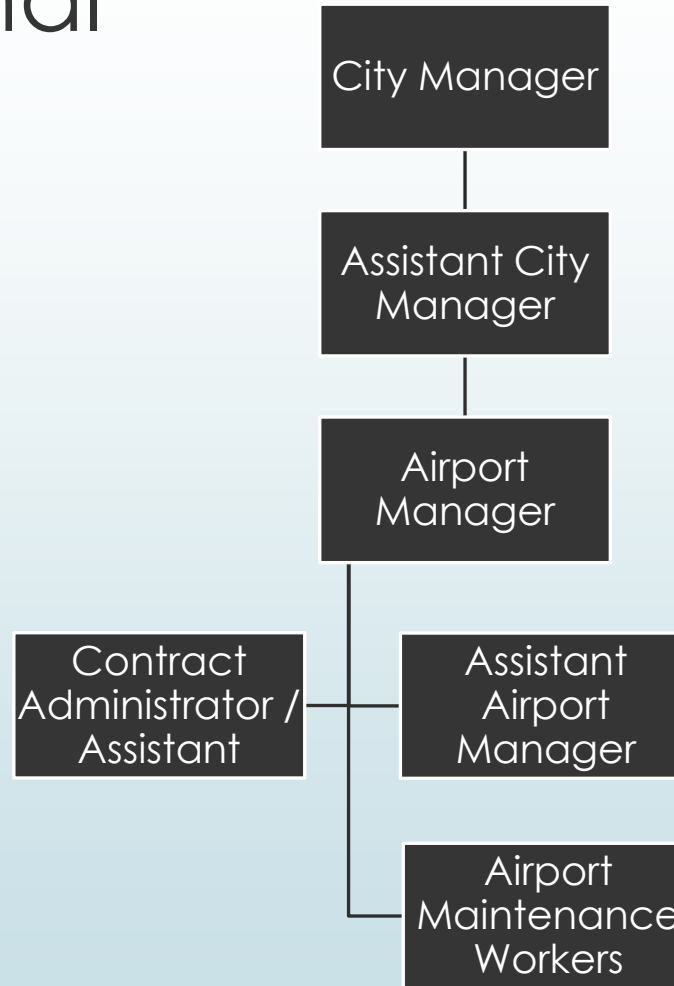 City Manager
Assistant City
Manager
Airport
Manager
Contract
Administrator /
Assistant
Assistant
Airport
Manager
Airport
Maintenance
Workers